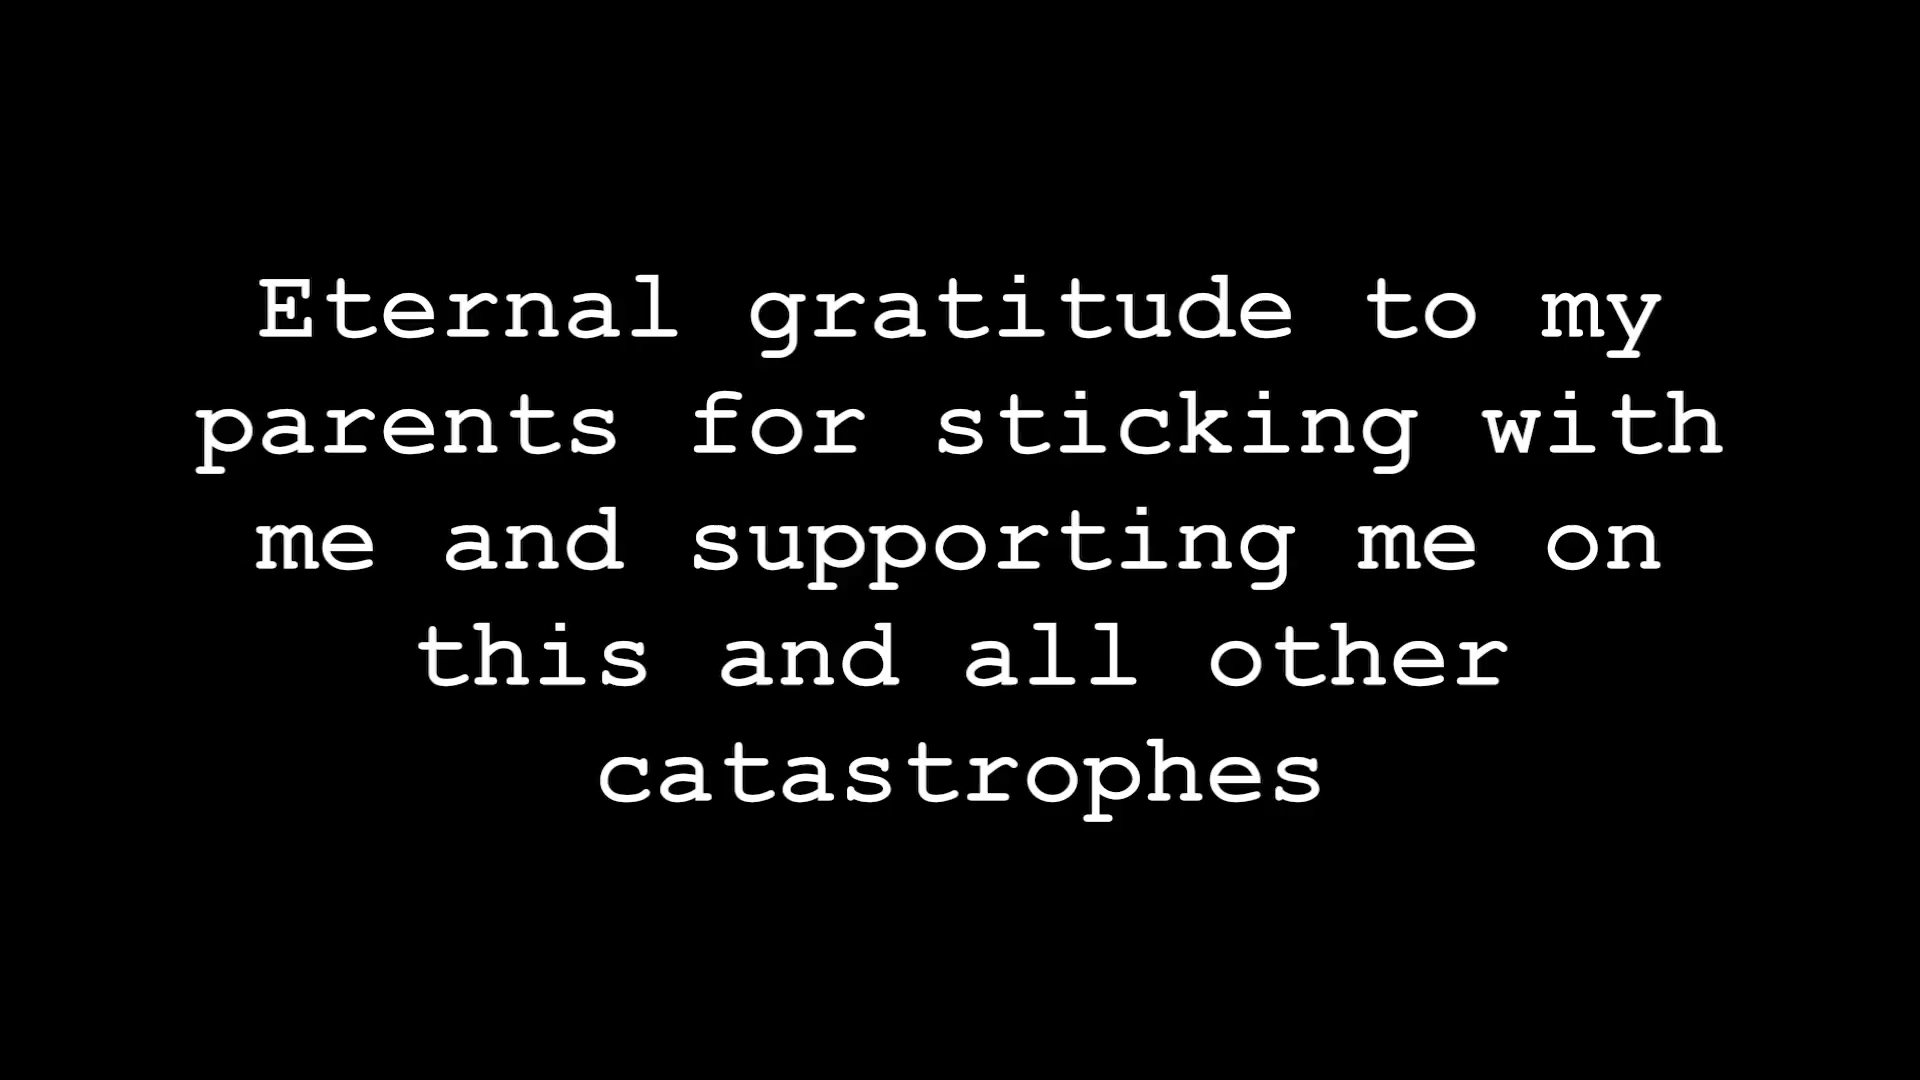 Eternal gratitude to my
parents for sticking with
me and supporting me on
this and all other
catastrophes